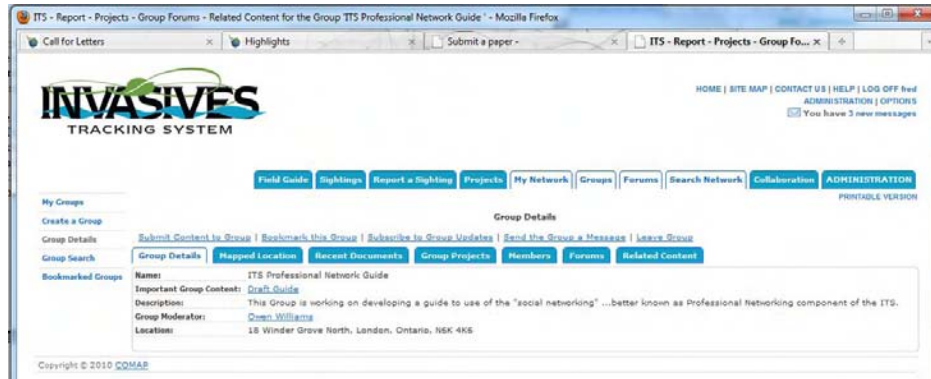 ITS - Report - Projects - Group Forums - Related Content for the Group 'ITS Professional Network Guide ' - Mozilla Firefox
Call for Letters × Highlights × Submit a paper - × ITS - Report - Projects - Group Fo... ×
INVASIVES
TRACKING SYSTEM
HOME | SITE MAP | CONTACT US | HELP | LOG OFF fred
ADMINISTRATION | OPTIONS
You have 3 new messages
Field Guide Sightings Report a Sighting Projects My Network Groups Forums Search Network Collaboration ADMINISTRATION
PRINTABLE VERSION
My Groups
Create a Group
Group Details
Group Search
Bookmarked Groups
Group Details
Submit Content to Group | Bookmark this Group | Subscribe to Group Updates | Send the Group a Message | Leave Group
Group Details Mapped Location Recent Documents Group Projects Members Forums Related Content
Name: ITS Professional Network Guide
Important Group Content: Draft Guide
Description: This Group is working on developing a guide to use of the "social networking" ...better known as Professional Networking component of the ITS.
Group Moderator: Owen Williams
Location: 18 Winder Grove North, London, Ontario, N6K 4K6
Copyright © 2010 COMAP